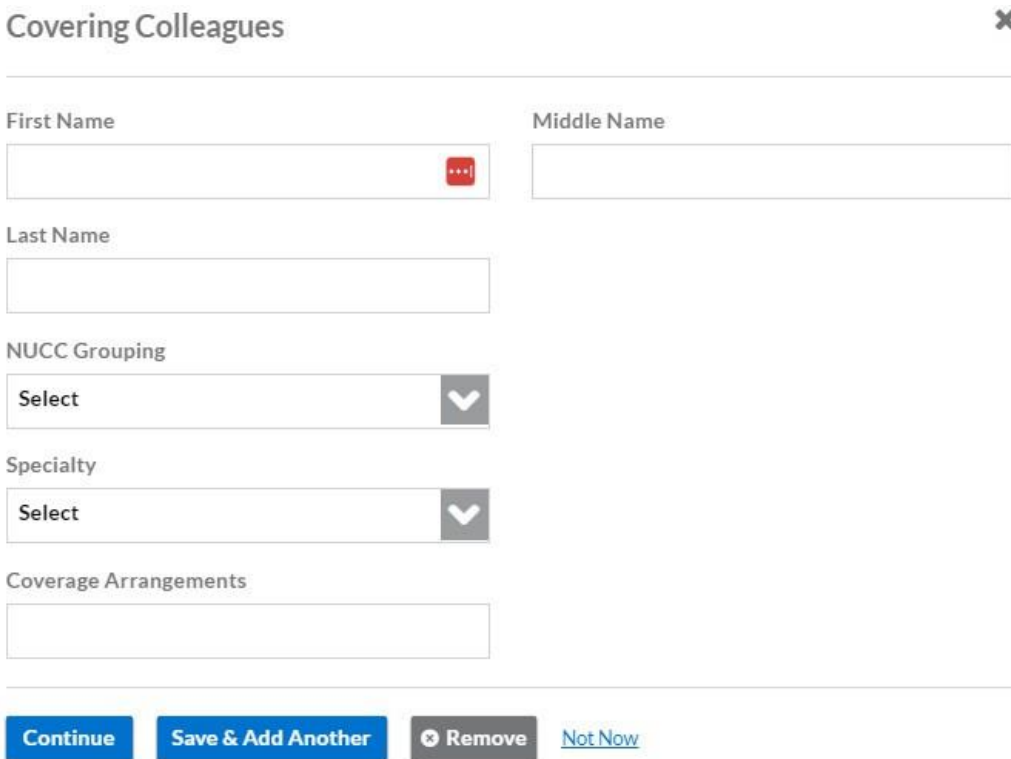 Covering Colleagues
First Name
Middle Name
Last Name
NUCC Grouping
Select
Specialty
Select
Coverage Arrangements
Continue
Save & Add Another
Remove
Not Now